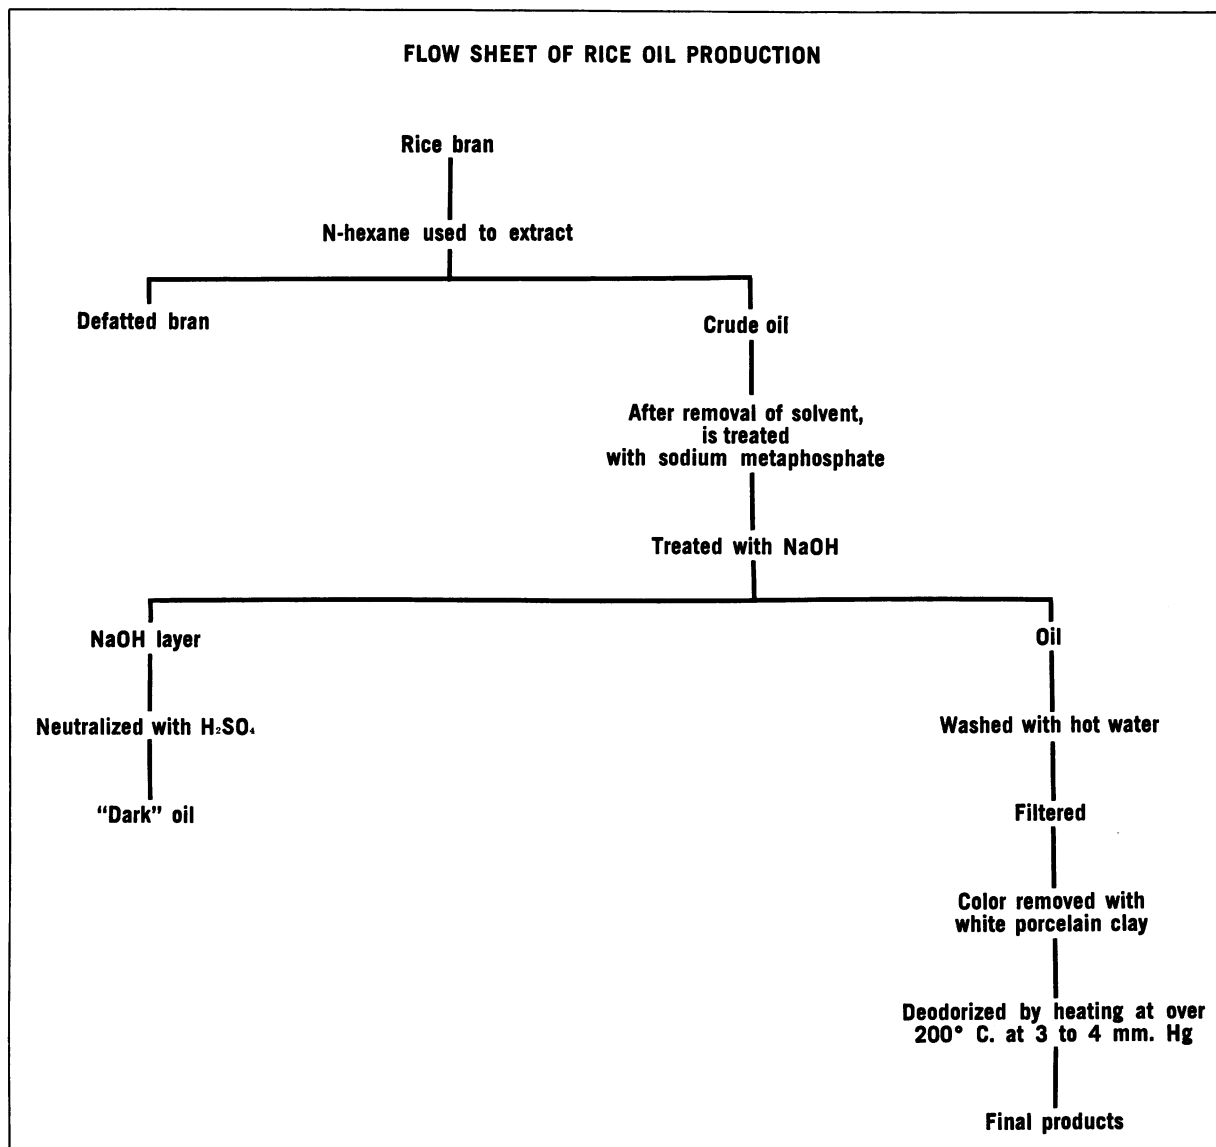 FLOW SHEET OF RICE OIL PRODUCTION
Rice bran
N-hexane used to extract
Defatted bran
Crude oil
After removal of solvent,
is treated
with sodium metaphosphate
Treated with NaOH
NaOH layer
Oil
Neutralized with H₂SO₄
Washed with hot water
“Dark” oil
Filtered
Color removed with
white porcelain clay
Deodorized by heating at over
200° C. at 3 to 4 mm. Hg
Final products